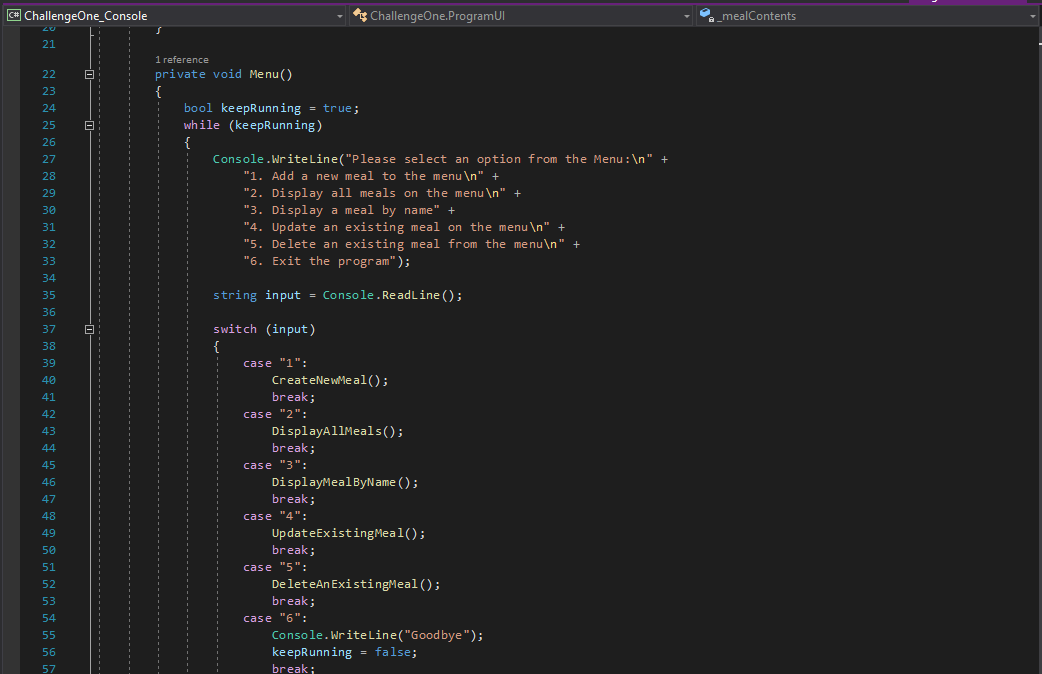 C# ChallengeOne_Console ChallengeOne.ProgramUI _mealContents
20 }
21
1 reference
22 private void Menu()
23 {
24 bool keepRunning = true;
25 while (keepRunning)
26 {
27 Console.WriteLine("Please select an option from the Menu:\n" +
28 "1. Add a new meal to the menu\n" +
29 "2. Display all meals on the menu\n" +
30 "3. Display a meal by name" +
31 "4. Update an existing meal on the menu\n" +
32 "5. Delete an existing meal from the menu\n" +
33 "6. Exit the program");
34
35 string input = Console.ReadLine();
36
37 switch (input)
38 {
39 case "1":
40 CreateNewMeal();
41 break;
42 case "2":
43 DisplayAllMeals();
44 break;
45 case "3":
46 DisplayMealByName();
47 break;
48 case "4":
49 UpdateExistingMeal();
50 break;
51 case "5":
52 DeleteAnExistingMeal();
53 break;
54 case "6":
55 Console.WriteLine("Goodbye");
56 keepRunning = false;
57 break;